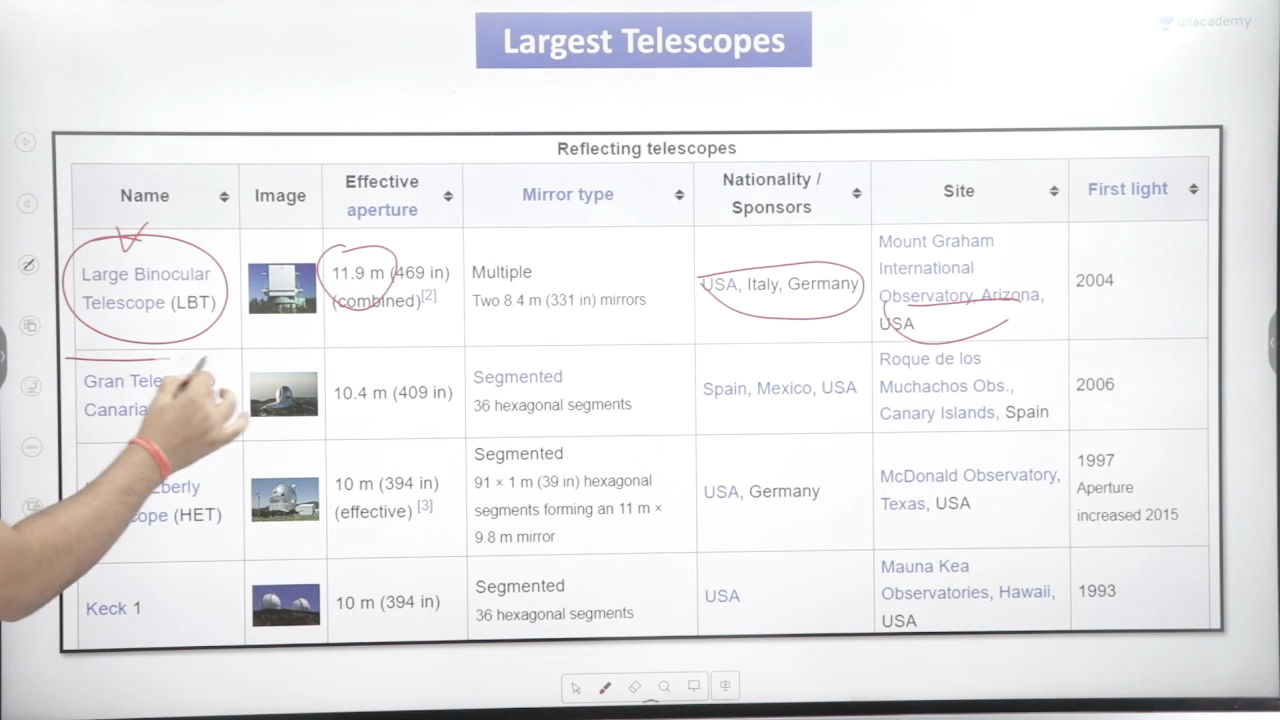 unacademy
Largest Telescopes
Reflecting telescopes
Name
Image
Effective
aperture
Mirror type
Nationality /
Sponsors
Site
First light
Large Binocular
Telescope (LBT)
11.9 m (469 in)
(combined)[2]
Multiple
Two 8.4 m (331 in) mirrors
USA, Italy, Germany
Mount Graham
International
Observatory, Arizona,
USA
2004
Gran
10.4 m (409 in)
Segmented
36 hexagonal segments
Spain, Mexico, USA
Roque de los
Muchachos Obs.,
Canary Islands, Spain
2006
Eberly
(HET)
10 m (394 in)
(effective) [3]
Segmented
91 × 1 m (39 in) hexagonal
segments forming an 11 m ×
9.8 m mirror
USA, Germany
McDonald Observatory,
Texas, USA
1997
Aperture
increased 2015
Keck 1
10 m (394 in)
Segmented
36 hexagonal segments
USA
Mauna Kea
Observatories, Hawaii,
USA
1993